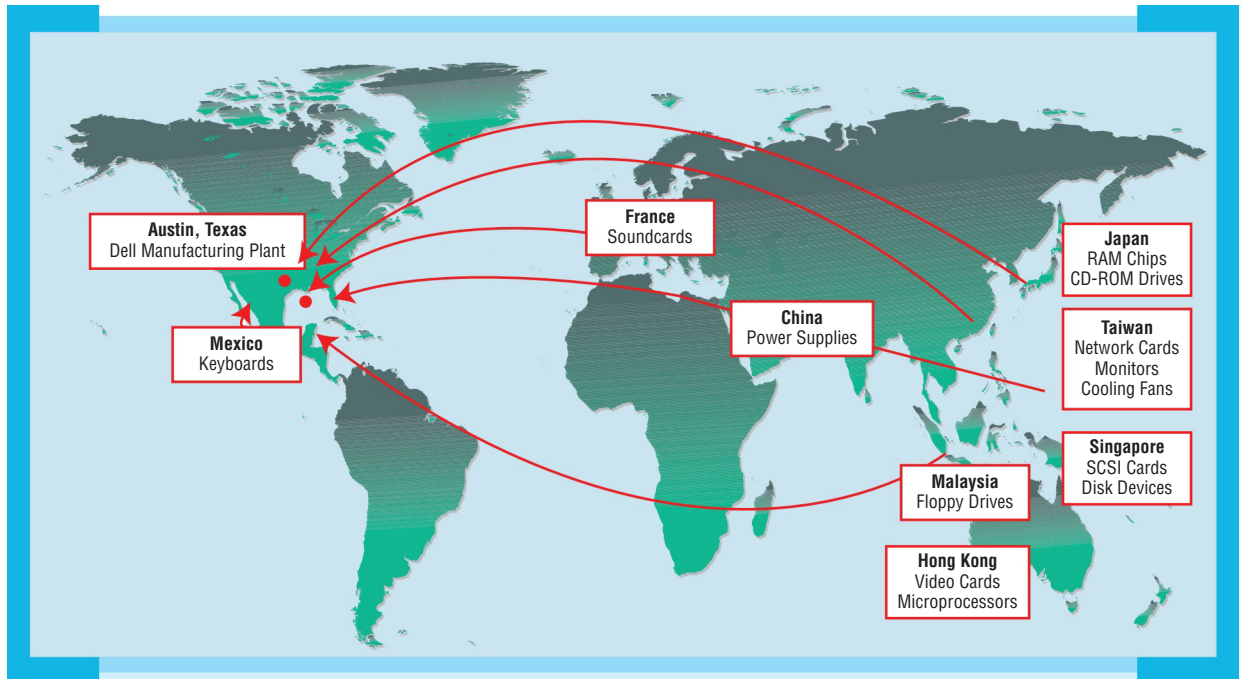 Austin, Texas
Dell Manufacturing Plant
France
Soundcards
Japan
RAM Chips
CD-ROM Drives
Mexico
Keyboards
China
Power Supplies
Taiwan
Network Cards
Monitors
Cooling Fans
Malaysia
Floppy Drives
Singapore
SCSI Cards
Disk Devices
Hong Kong
Video Cards
Microprocessors